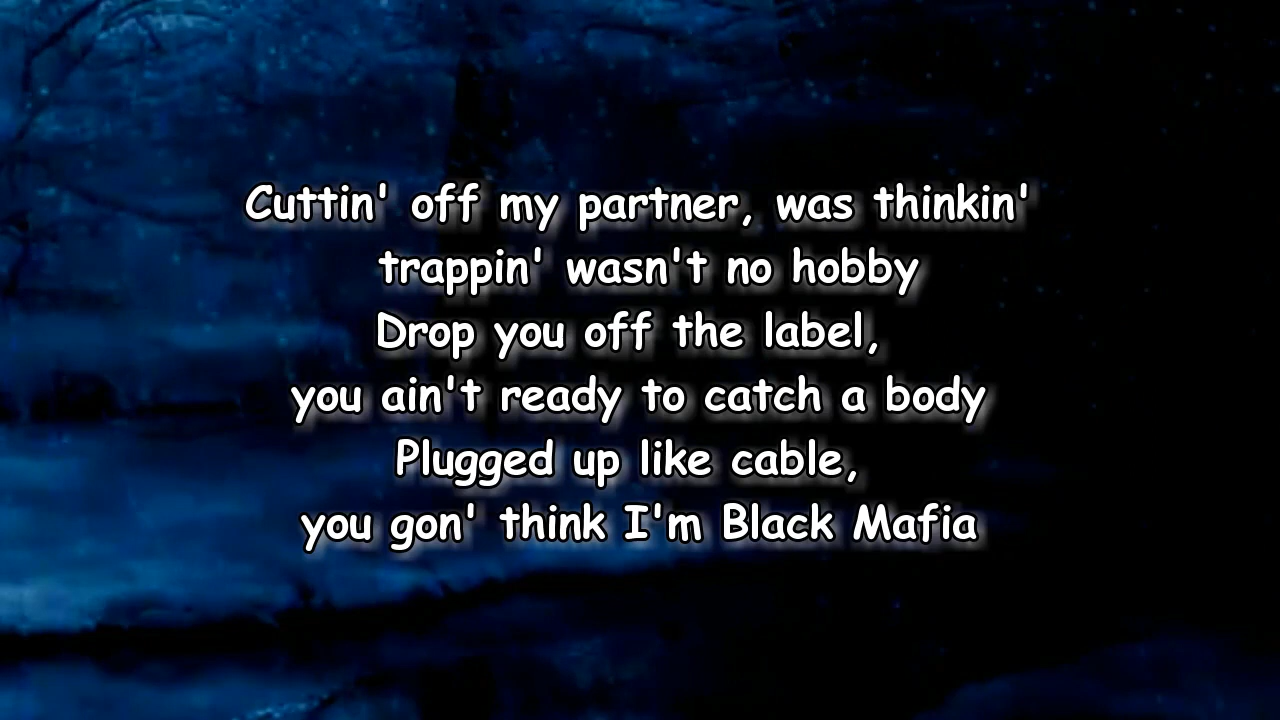 Cuttin' off my partner, was thinkin'
trappin' wasn't no hobby
Drop you off the label,
you ain't ready to catch a body
Plugged up like cable,
you gon' think I'm Black Mafia